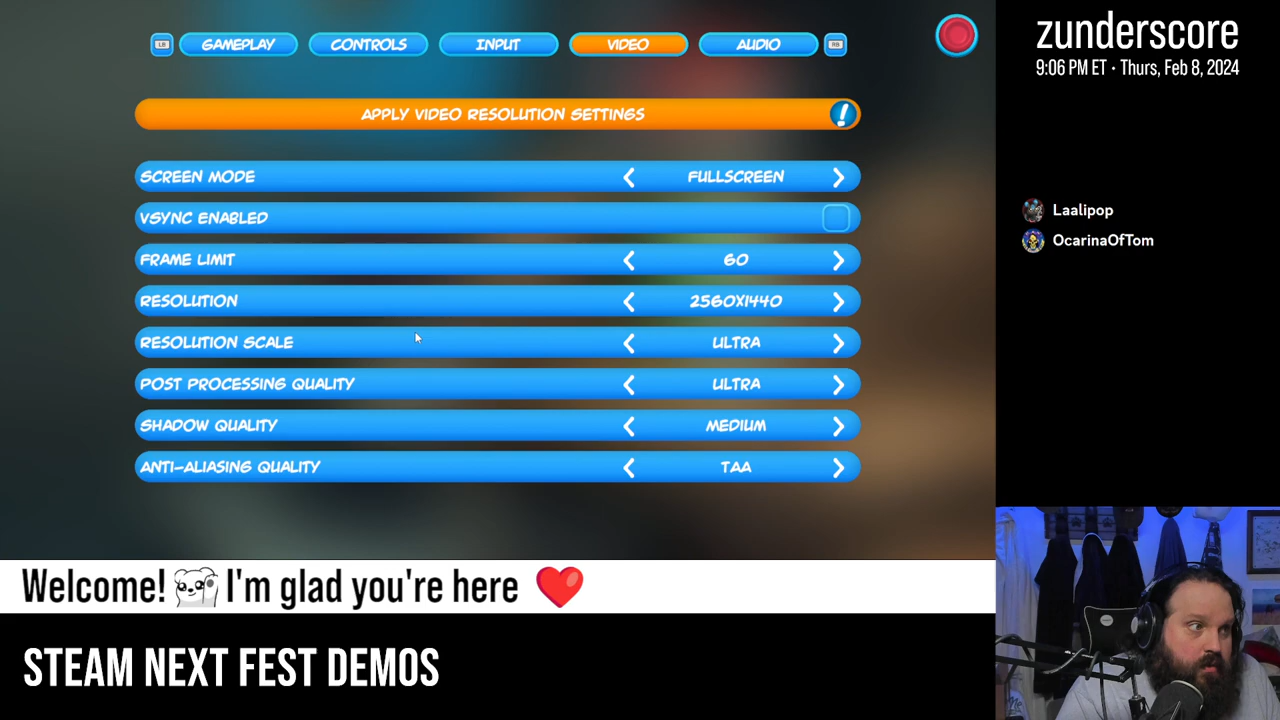 LB GAMEPLAY CONTROLS INPUT VIDEO AUDIO RB
APPLY VIDEO RESOLUTION SETTINGS !
SCREEN MODE FULLSCREEN
VSYNC ENABLED
FRAME LIMIT 60
RESOLUTION 2560X1440
RESOLUTION SCALE ULTRA
POST PROCESSING QUALITY ULTRA
SHADOW QUALITY MEDIUM
ANTI-ALIASING QUALITY TAA
zunderscore
9:06 PM ET • Thurs, Feb 8, 2024
Laalipop
OcarinaOfTom
Welcome! I'm glad you're here
STEAM NEXT FEST DEMOS